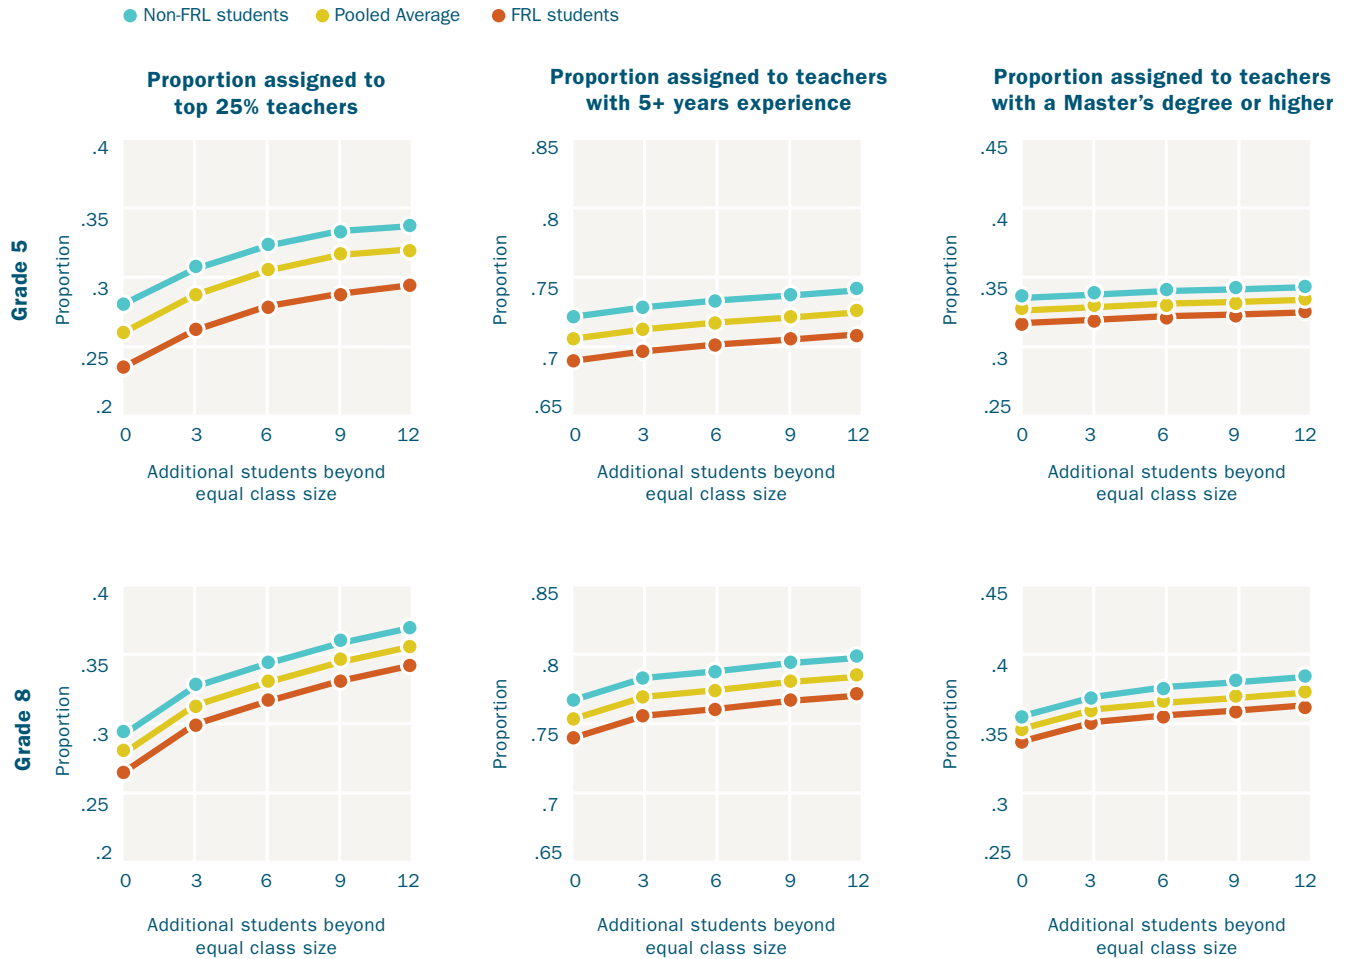 Non-FRL students
Pooled Average
FRL students
Proportion assigned to
top 25% teachers
Proportion assigned to teachers
with 5+ years experience
Proportion assigned to teachers
with a Master's degree or higher
Grade 5
Proportion
.4
.35
.3
.25
.2
0 3 6 9 12
Additional students beyond
equal class size
Proportion
.85
.8
.75
.7
.65
0 3 6 9 12
Additional students beyond
equal class size
Proportion
.45
.4
.35
.3
.25
0 3 6 9 12
Additional students beyond
equal class size
Grade 8
Proportion
.4
.35
.3
.25
.2
0 3 6 9 12
Additional students beyond
equal class size
Proportion
.85
.8
.75
.7
.65
0 3 6 9 12
Additional students beyond
equal class size
Proportion
.45
.4
.35
.3
.25
0 3 6 9 12
Additional students beyond
equal class size